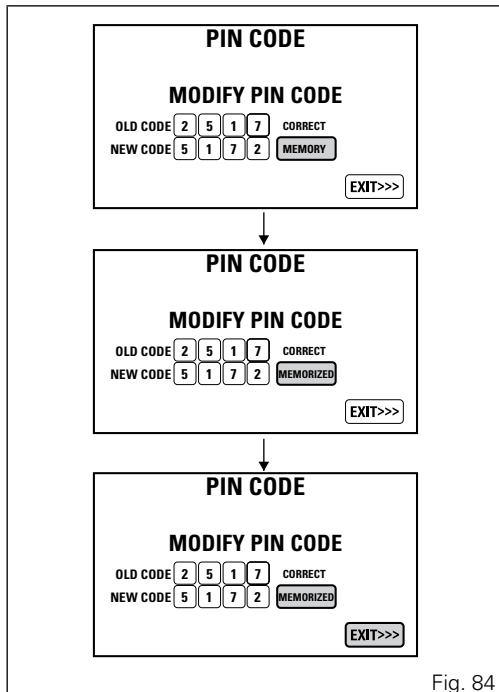 PIN CODE
MODIFY PIN CODE
OLD CODE 2 5 1 7 CORRECT
NEW CODE 5 1 7 2 MEMORY
EXIT>>>
PIN CODE
MODIFY PIN CODE
OLD CODE 2 5 1 7 CORRECT
NEW CODE 5 1 7 2 MEMORIZED
EXIT>>>
PIN CODE
MODIFY PIN CODE
OLD CODE 2 5 1 7 CORRECT
NEW CODE 5 1 7 2 MEMORIZED
EXIT>>>
Fig. 84